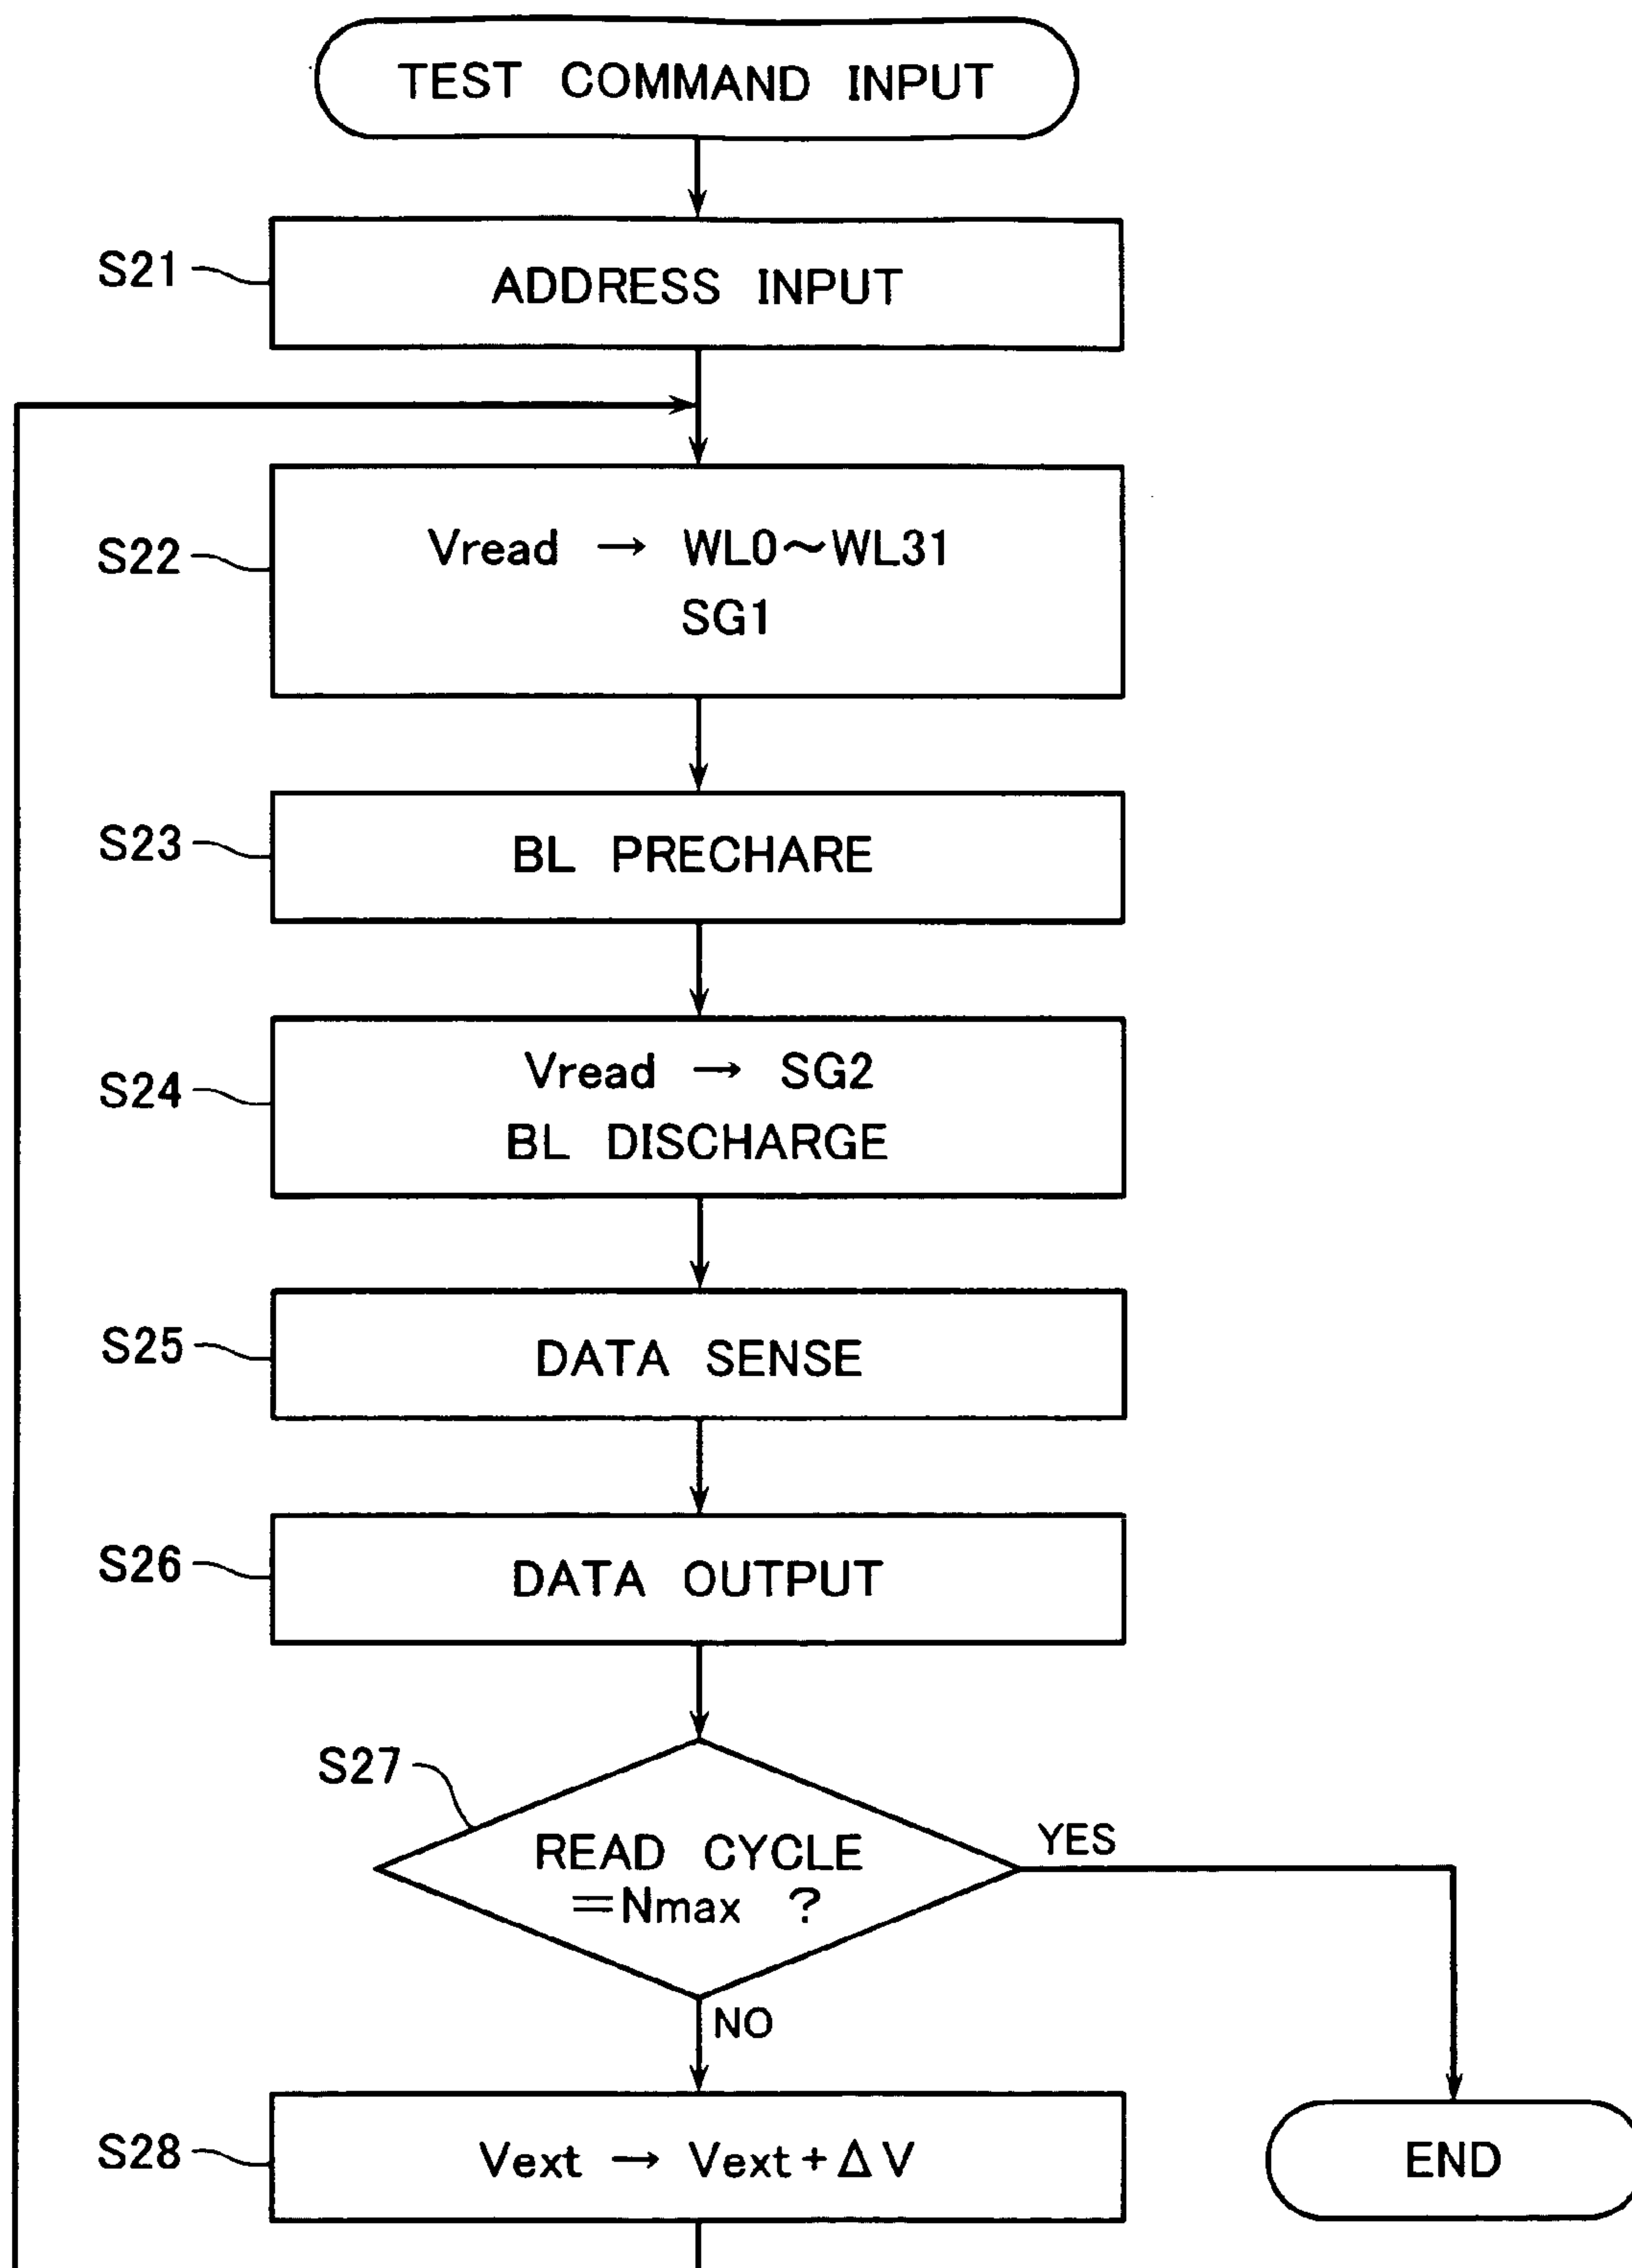 TEST COMMAND INPUT
S21
ADDRESS INPUT
S22
Vread → WL0～WL31
SG1
S23
BL PRECHARE
S24
Vread → SG2
BL DISCHARGE
S25
DATA SENSE
S26
DATA OUTPUT
S27
READ CYCLE
=Nmax ?
YES
NO
S28
Vext → Vext+ΔV
END